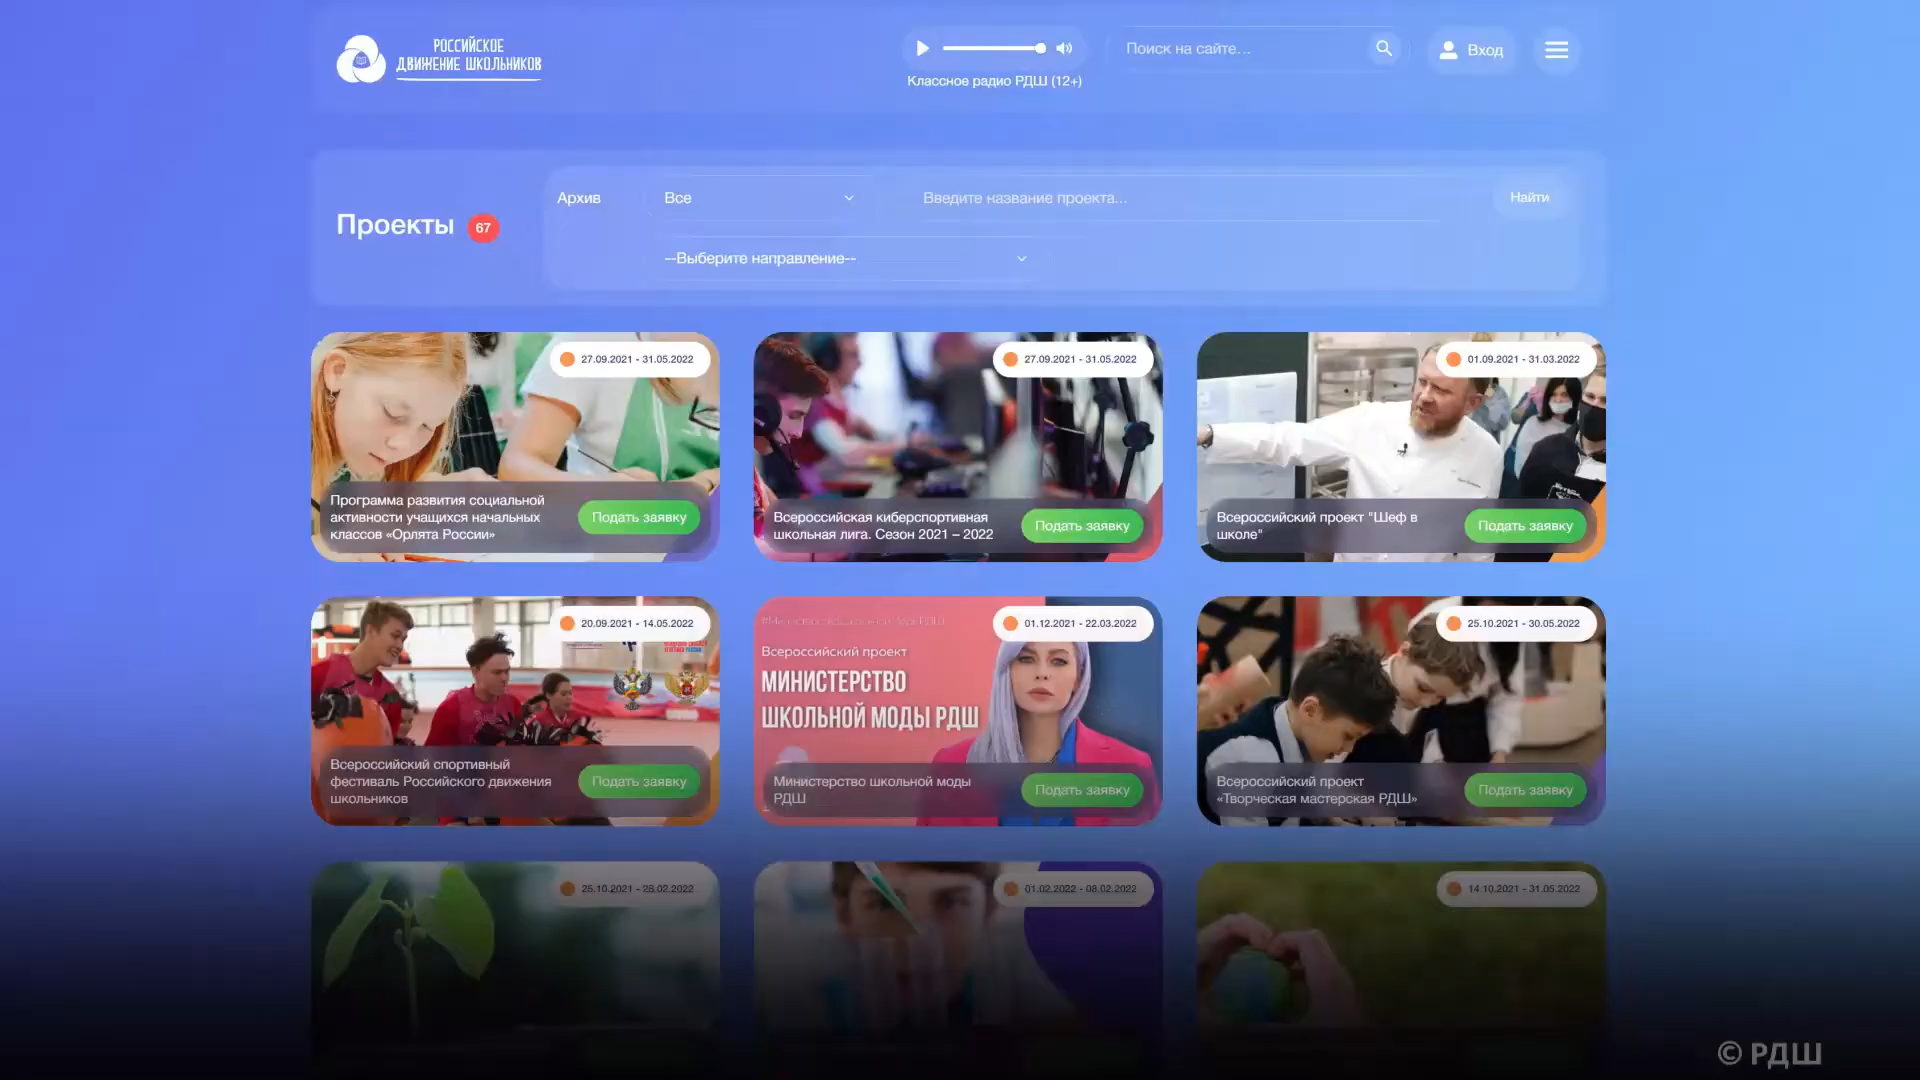 РОССИЙСКОЕ
ДВИЖЕНИЕ ШКОЛЬНИКОВ
Классное радио РДШ (12+)
Поиск на сайте...
Вход
Проекты 67
Архив
Все
Введите название проекта...
Найти
--Выберите направление--
27.09.2021 - 31.05.2022
Программа развития социальной
активности учащихся начальных
классов «Орлята России»
Подать заявку
27.09.2021 - 31.05.2022
Всероссийская киберспортивная
школьная лига. Сезон 2021 – 2022
Подать заявку
01.09.2021 - 31.03.2022
Всероссийский проект "Шеф в
школе"
Подать заявку
20.09.2021 - 14.05.2022
Всероссийский спортивный
фестиваль Российского движения
школьников
Подать заявку
01.12.2021 - 22.03.2022
Всероссийский проект
МИНИСТЕРСТВО
ШКОЛЬНОЙ МОДЫ РДШ
Министерство школьной моды
РДШ
Подать заявку
25.10.2021 - 30.05.2022
Всероссийский проект
«Творческая мастерская РДШ»
Подать заявку
25.10.2021 - 28.02.2022
01.02.2022 - 08.02.2022
14.10.2021 - 31.05.2022
© РДШ